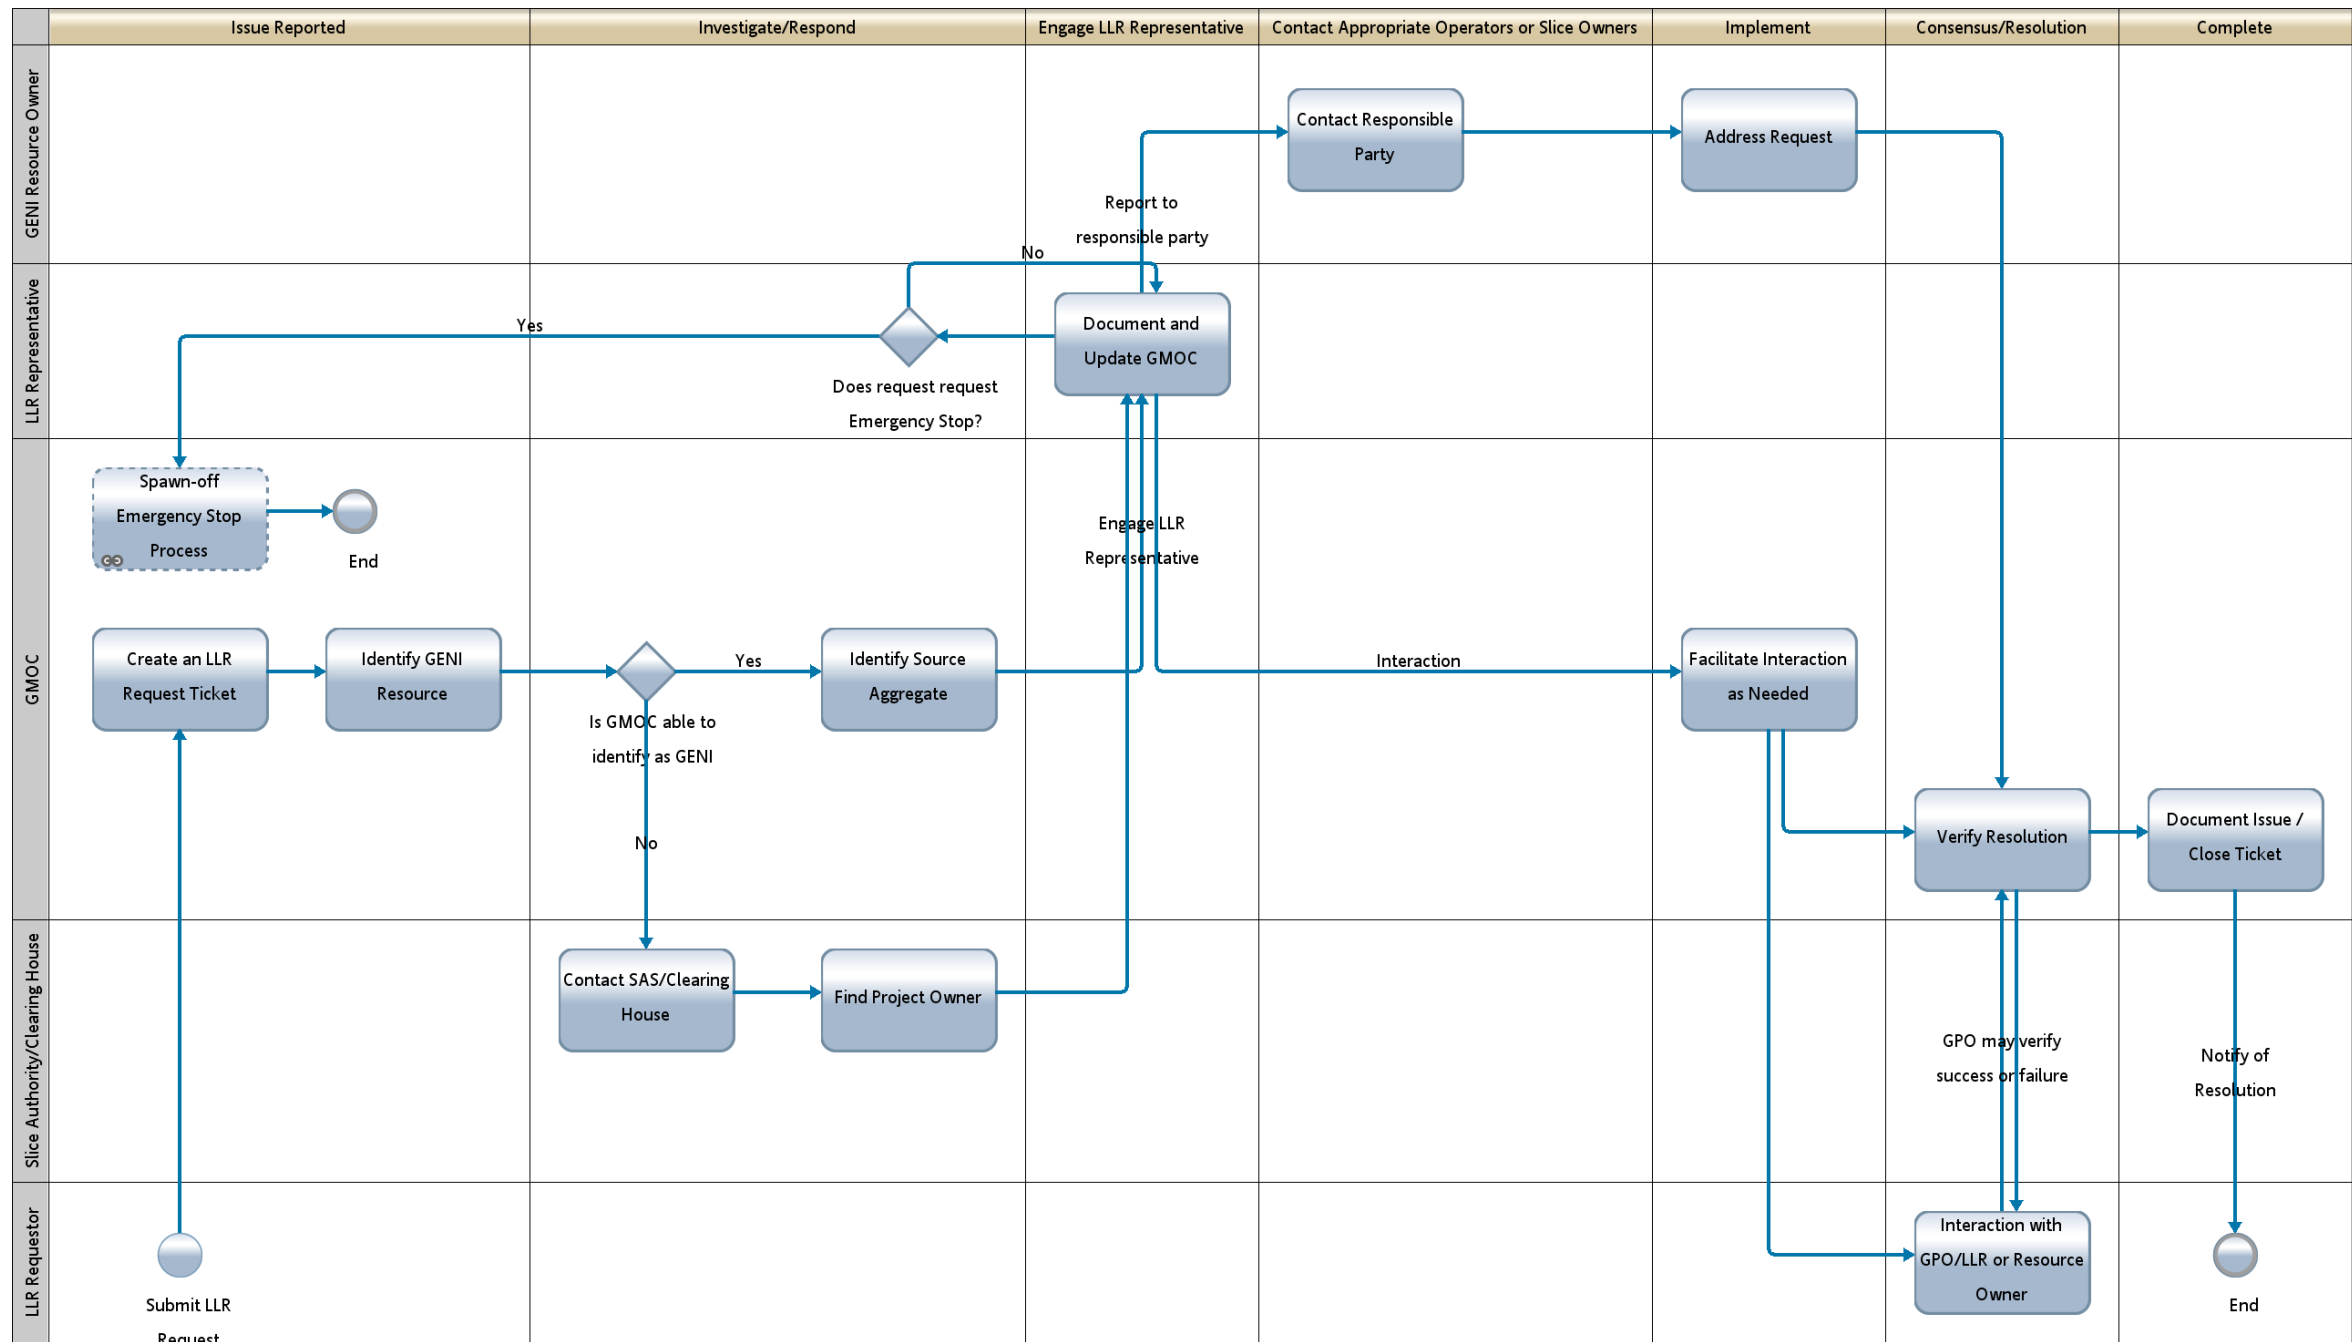 Issue Reported
Investigate/Respond
Engage LLR Representative
Contact Appropriate Operators or Slice Owners
Implement
Consensus/Resolution
Complete
GENI Resource Owner
Contact Responsible
Party
Address Request
Report to
responsible party
No
LLR Representative
Yes
Document and
Update GMOC
Does request request
Emergency Stop?
GMOC
Spawn-off
Emergency Stop
Process
End
Engage LLR
Representative
Create an LLR
Request Ticket
Identify GENI
Resource
Yes
Identify Source
Aggregate
Interaction
Facilitate Interaction
as Needed
Is GMOC able to
identify as GENI
No
Verify Resolution
Document Issue /
Close Ticket
Slice Authority/Clearing House
Contact SAS/Clearing
House
Find Project Owner
GPO may verify
success or failure
Notify of
Resolution
LLR Requestor
Submit LLR
Request
Interaction with
GPO/LLR or Resource
Owner
End